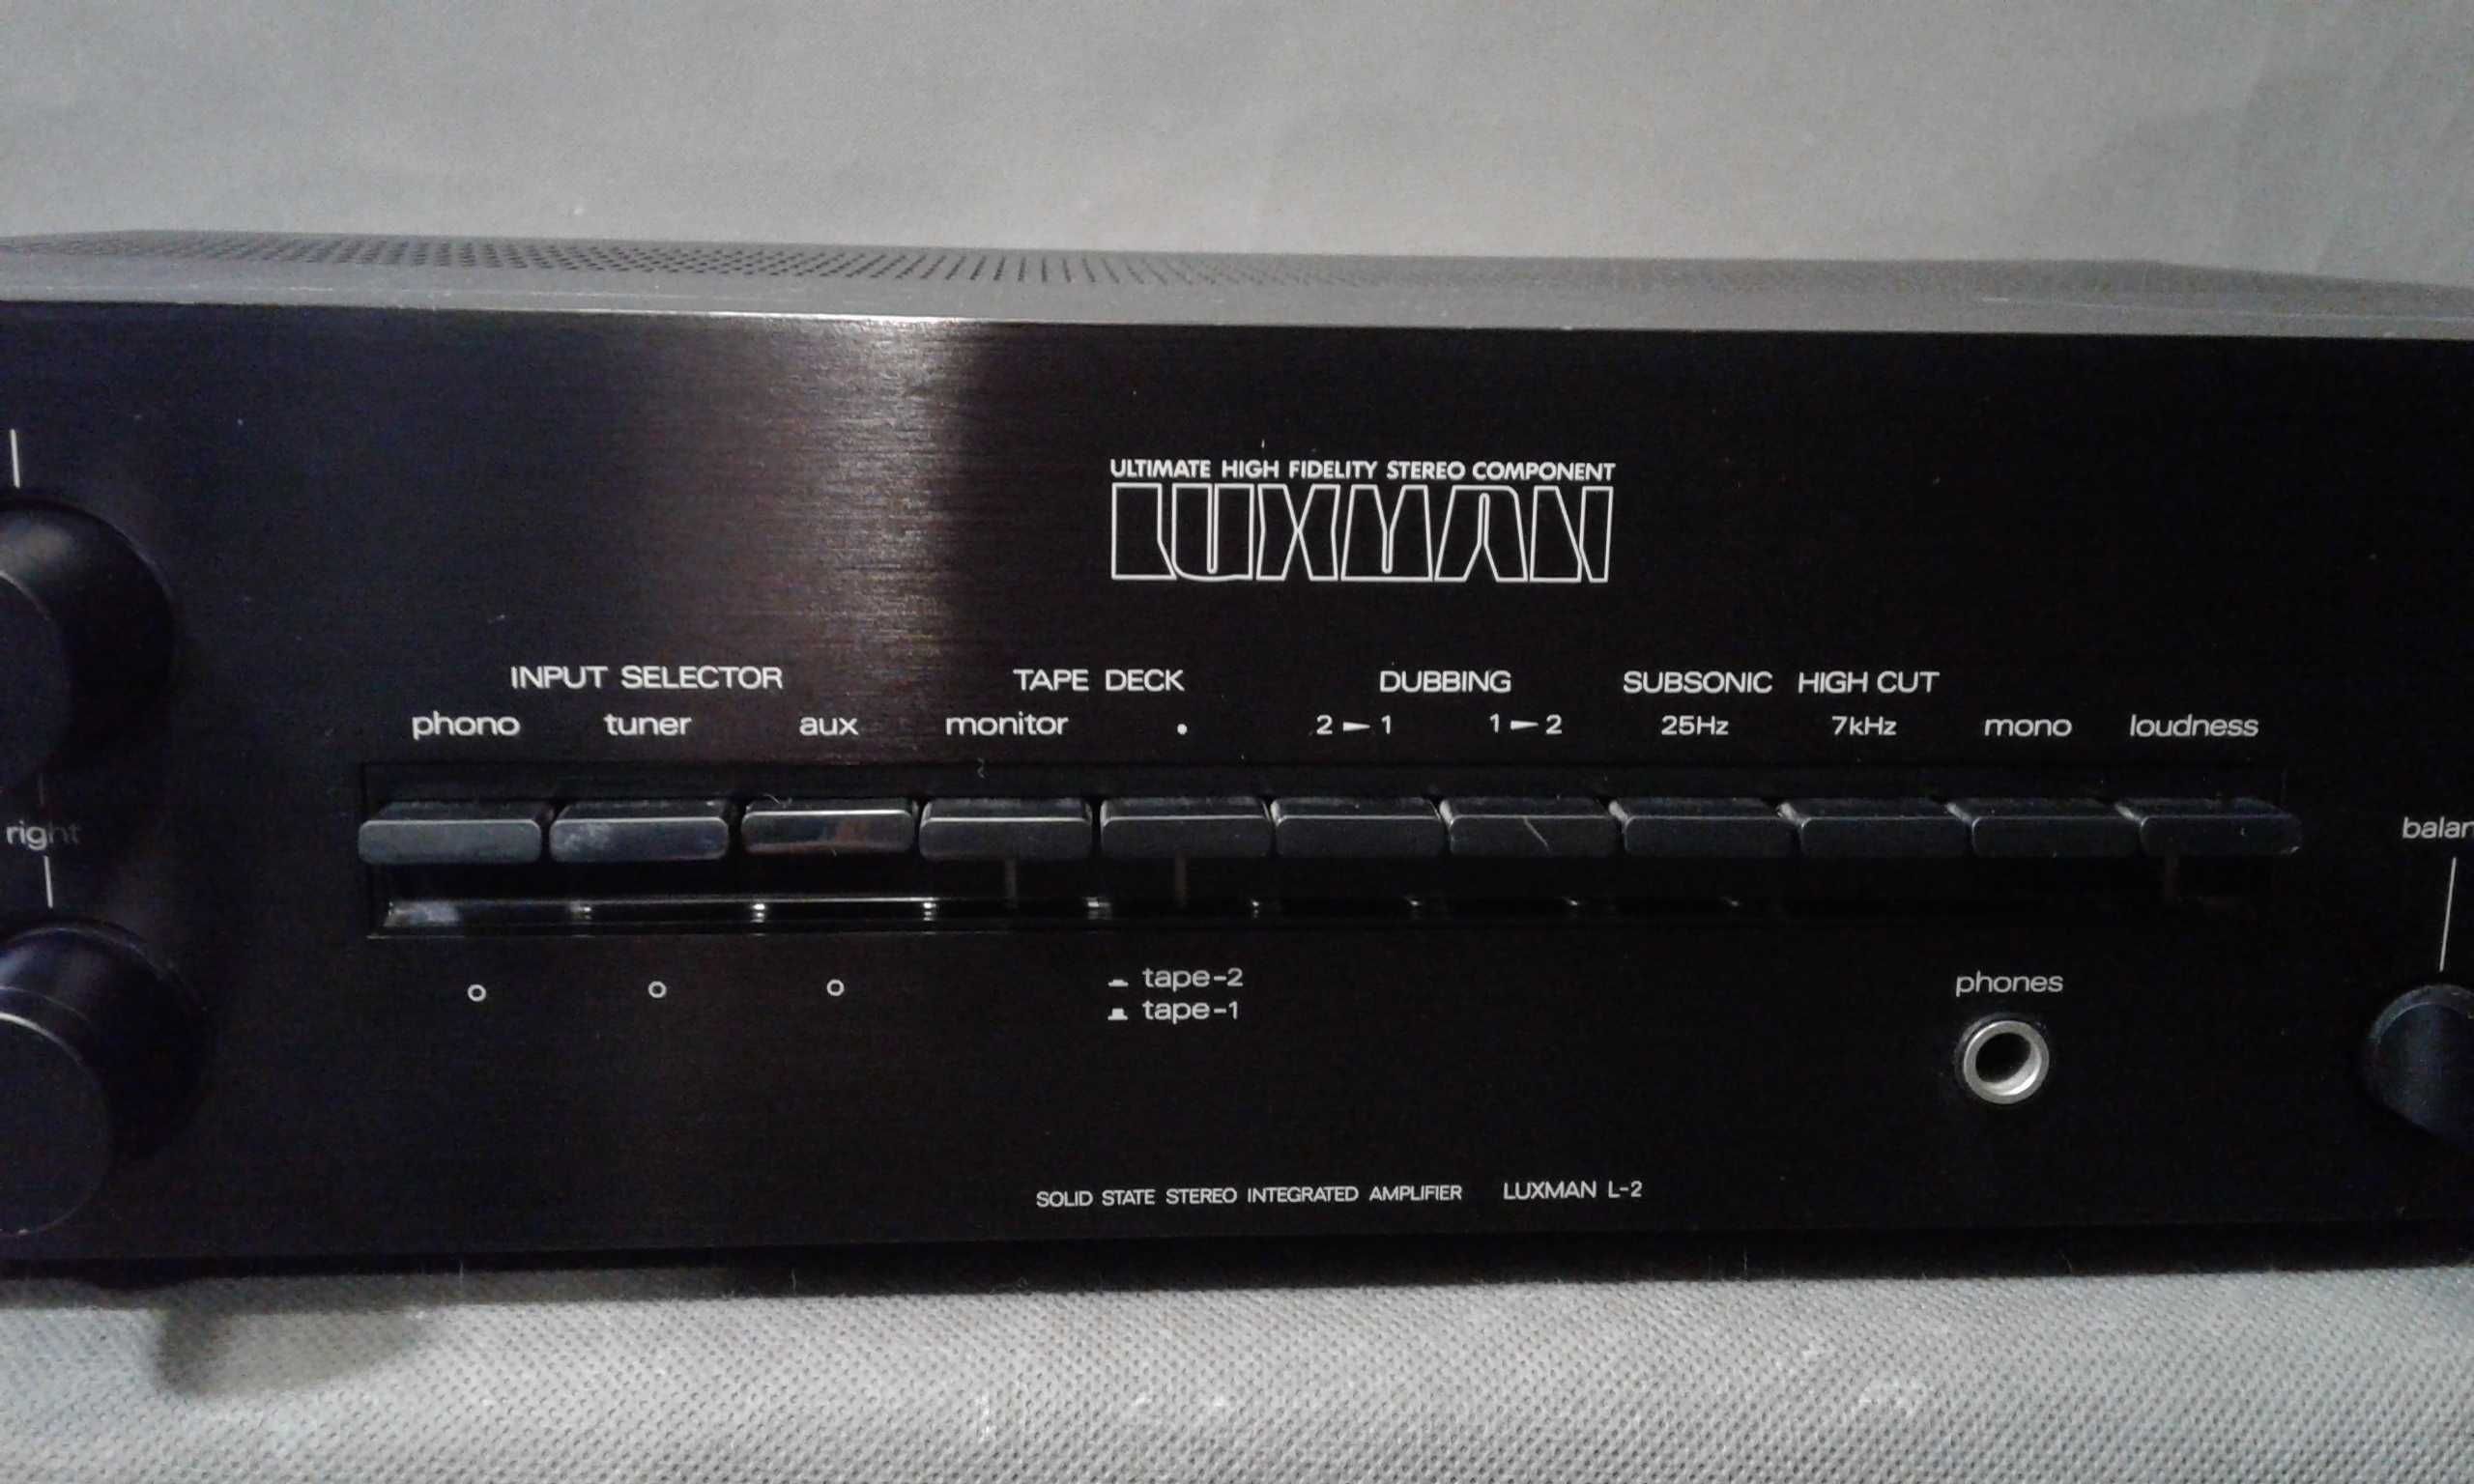 ULTIMATE HIGH FIDELITY STEREO COMPONENT
LUXMAN
INPUT SELECTOR TAPE DECK DUBBING SUBSONIC HIGH CUT
phono tuner aux monitor • 2 ► 1 1 ► 2 25Hz 7kHz mono loudness
right
balan
tape-2
tape-1
phones
SOLID STATE STEREO INTEGRATED AMPLIFIER LUXMAN L-2